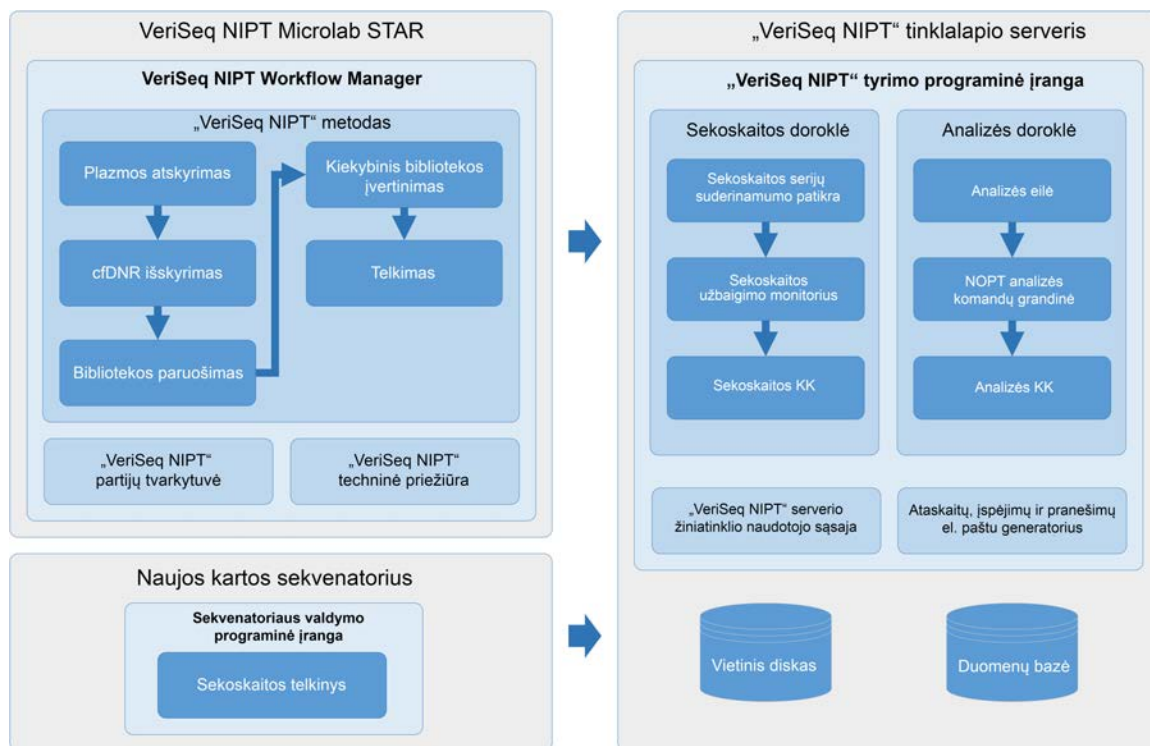 VeriSeq NIPT Microlab STAR
VeriSeq NIPT Workflow Manager
„VeriSeq NIPT“ metodas
Plazmos atskyrimas
cfDNR išskyrimas
Bibliotekos paruošimas
Kiekybinis bibliotekos
įvertinimas
Telkimas
„VeriSeq NIPT“
partijų tvarkytuvė
„VeriSeq NIPT“
techninė priežiūra
Naujos kartos sekvenatorius
Sekvenatoriaus valdymo
programinė įranga
Sekoskaitos telkinys
„VeriSeq NIPT“ tinklalapio serveris
„VeriSeq NIPT“ tyrimo programinė įranga
Sekoskaitos doroklė
Sekoskaitos serijų
suderinamumo patikra
Sekoskaitos
užbaigimo monitorius
Sekoskaitos KK
Analizės doroklė
Analizės eilė
NOPT analizės
komandų grandinė
Analizės KK
„VeriSeq NIPT“ serverio
žiniatinklio naudotojo sąsaja
Ataskaitų, įspėjimų ir pranešimų
el. paštu generatorius
Vietinis diskas
Duomenų bazė